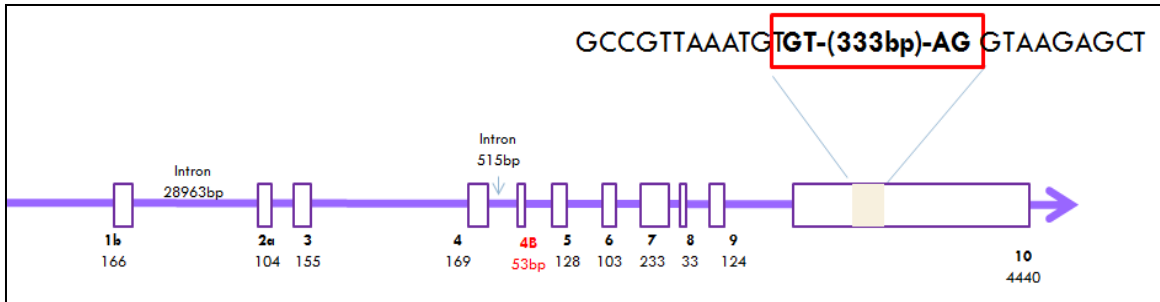 GCCGTTAAATGTGT-(333bp)-AG GTAAGAGCT
Intron
28963bp
Intron
515bp
1b
166
2a
104
3
155
4
169
4B
53bp
5
128
6
103
7
233
8
33
9
124
10
4440